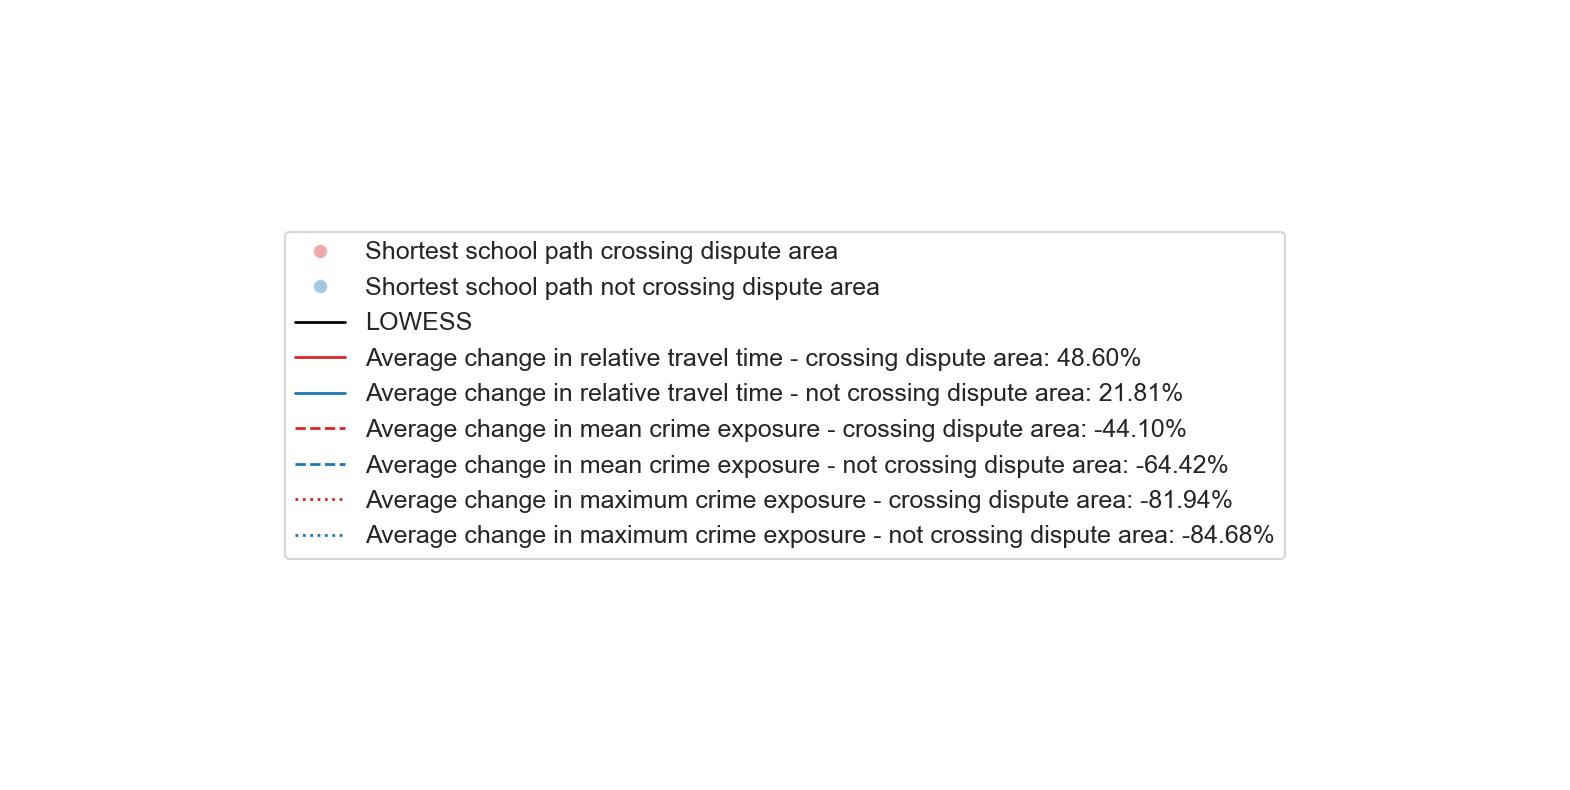 Shortest school path crossing dispute area
Shortest school path not crossing dispute area
LOWESS
Average change in relative travel time - crossing dispute area: 48.60%
Average change in relative travel time - not crossing dispute area: 21.81%
Average change in mean crime exposure - crossing dispute area: -44.10%
Average change in mean crime exposure - not crossing dispute area: -64.42%
Average change in maximum crime exposure - crossing dispute area: -81.94%
Average change in maximum crime exposure - not crossing dispute area: -84.68%